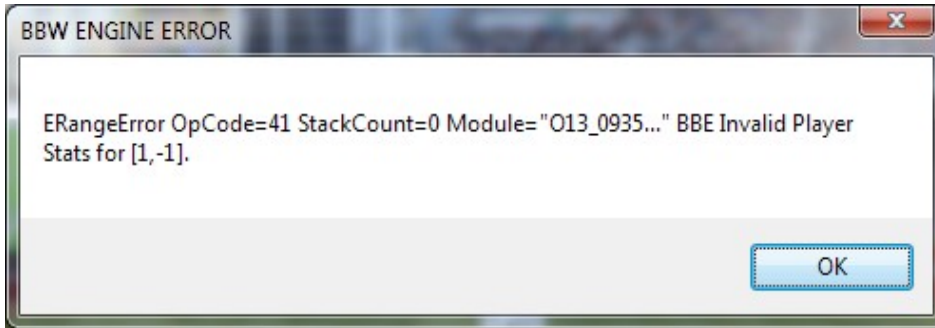 BBW ENGINE ERROR
ERangeError OpCode=41 StackCount=0 Module="O13_0935..." BBE Invalid Player
Stats for [1,-1].
OK